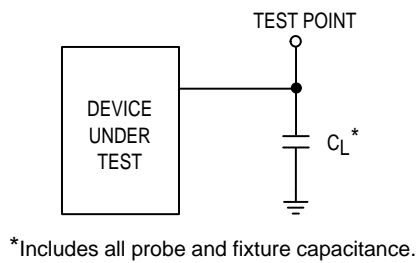 TEST POINT
DEVICE
UNDER
TEST
CL*
*Includes all probe and fixture capacitance.